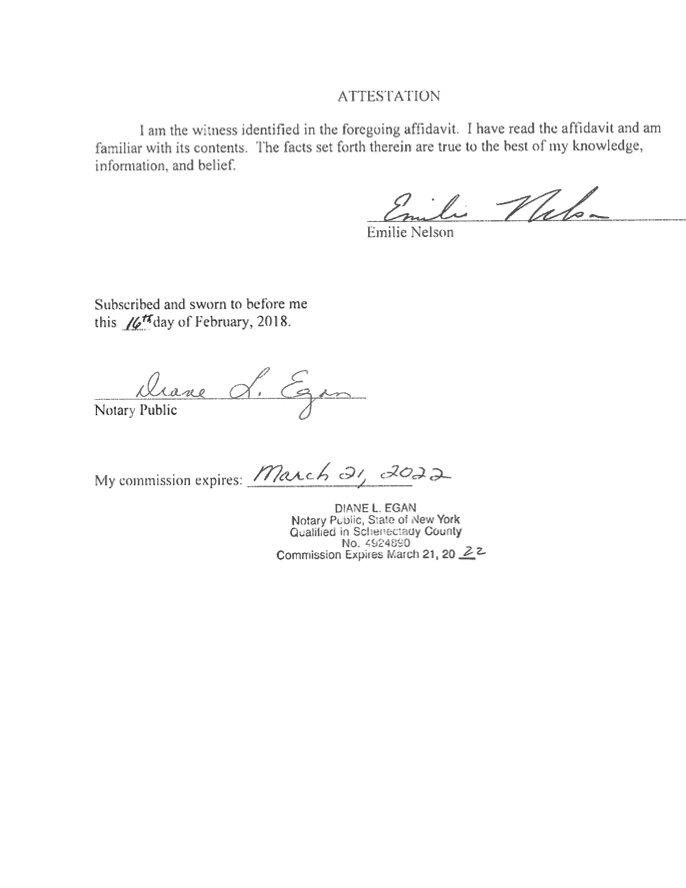 ATTESTATION
I am the witness identified in the foregoing affidavit. I have read the affidavit and am
familiar with its contents. The facts set forth therein are true to the best of my knowledge,
information, and belief.
Emilie Nelson
Emilie Nelson
Subscribed and sworn to before me
this 16th day of February, 2018.
Diane L. Egan
Notary Public
My commission expires: March 21, 2022
DIANE L. EGAN
Notary Public, State of New York
Qualified in Schenectady County
No. 4924890
Commission Expires March 21, 20 22